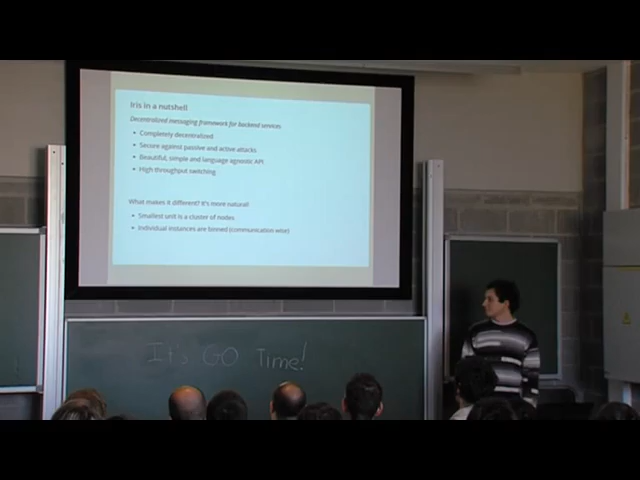 Iris in a nutshell
Decentralized messaging framework for backend services
• Completely decentralized
• Secure against passive and active attacks
• Beautiful, simple and language agnostic API
• High throughput switching
What makes it different? It's more natural!
• Smallest unit is a cluster of nodes
• Individual instances are binned (communication wise)
It's GO Time!